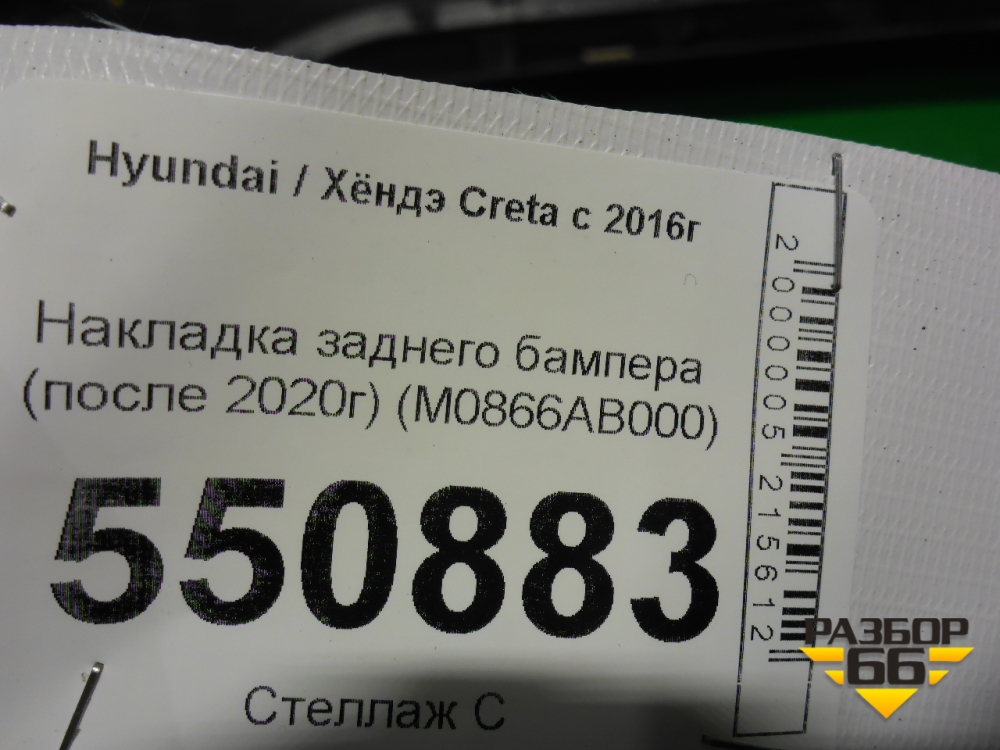 Hyundai / Хёндэ Creta с 2016г
Накладка заднего бампера
(после 2020г) (M0866AB000)
550883
Стеллаж С
2000005215612
РАЗБОР
66